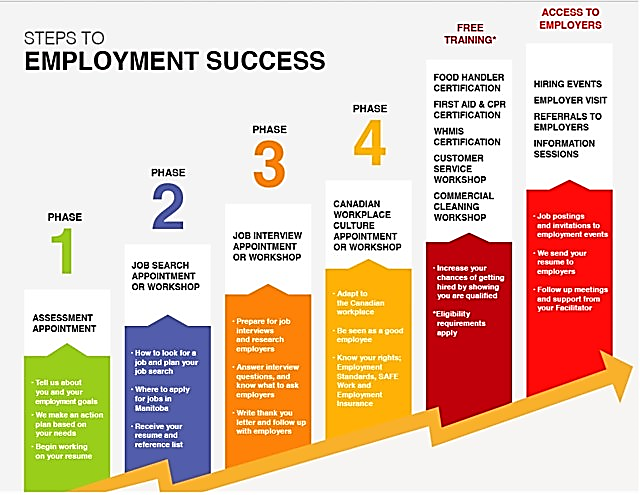 STEPS TO
EMPLOYMENT SUCCESS
PHASE
1
ASSESSMENT
APPOINTMENT
• Tell us about
you and your
employment goals
• We make an action
plan based on
your needs
• Begin working
on your resume
PHASE
2
JOB SEARCH
APPOINTMENT
OR WORKSHOP
• How to look for a
job and plan your
job search
• Where to apply
for jobs in
Manitoba
• Receive your
resume and
reference list
PHASE
3
JOB INTERVIEW
APPOINTMENT
OR WORKSHOP
• Prepare for job
interviews
and research
employers
• Answer interview
questions, and
know what to ask
employers
• Write thank you
letter and follow up
with employers
PHASE
4
CANADIAN
WORKPLACE
CULTURE
APPOINTMENT
OR WORKSHOP
• Adapt to
the Canadian
workplace
• Be seen as a good
employee
• Know your rights;
Employment
Standards, SAFE
Work and
Employment
Insurance
FREE
TRAINING*
FOOD HANDLER
CERTIFICATION
FIRST AID & CPR
CERTIFICATION
WHMIS
CERTIFICATION
CUSTOMER
SERVICE
WORKSHOP
COMMERCIAL
CLEANING
WORKSHOP
• Increase your
chances of getting
hired by showing
you are qualified
*Eligibility
requirements
apply
ACCESS TO
EMPLOYERS
HIRING EVENTS
EMPLOYER VISIT
REFERRALS TO
EMPLOYERS
INFORMATION
SESSIONS
• Job postings
and invitations to
employment events
• We send your
resume to
employers
• Follow up meetings
and support from
your Facilitator